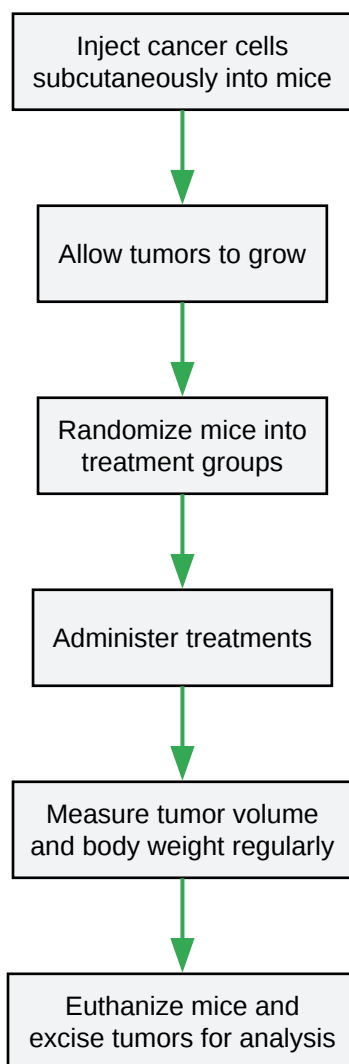 Inject cancer cells
subcutaneously into mice
Allow tumors to grow
Randomize mice into
treatment groups
Administer treatments
Measure tumor volume
and body weight regularly
Euthanize mice and
excise tumors for analysis